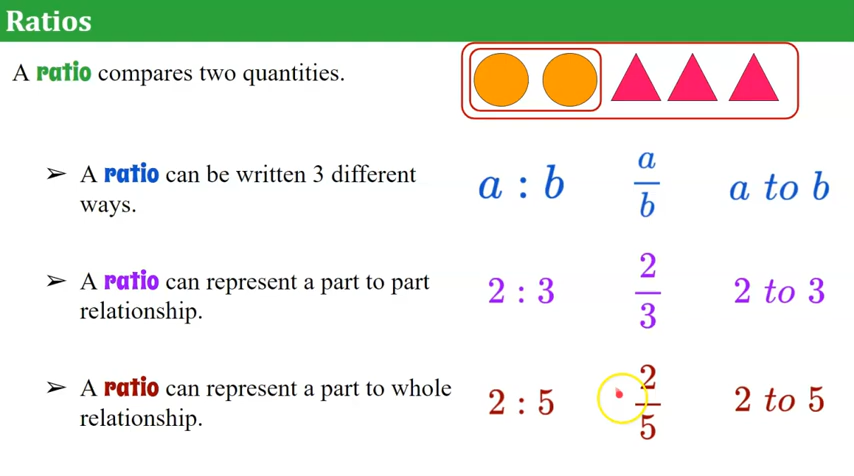 Ratios
A ratio compares two quantities.
➢ A ratio can be written 3 different
ways.
a : b
a
b
a to b
➢ A ratio can represent a part to part
relationship.
2 : 3
2
3
2 to 3
➢ A ratio can represent a part to whole
relationship.
2 : 5
2
5
2 to 5